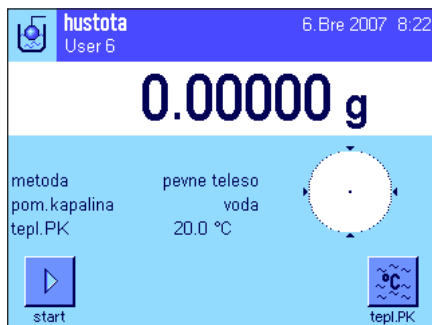 hustota 6.Bre 2007 8:22
User 6
0.00000 g
metoda pevne teleso
pom.kapalina voda
tepl.PK 20.0 °C
°C
start tepl.PK